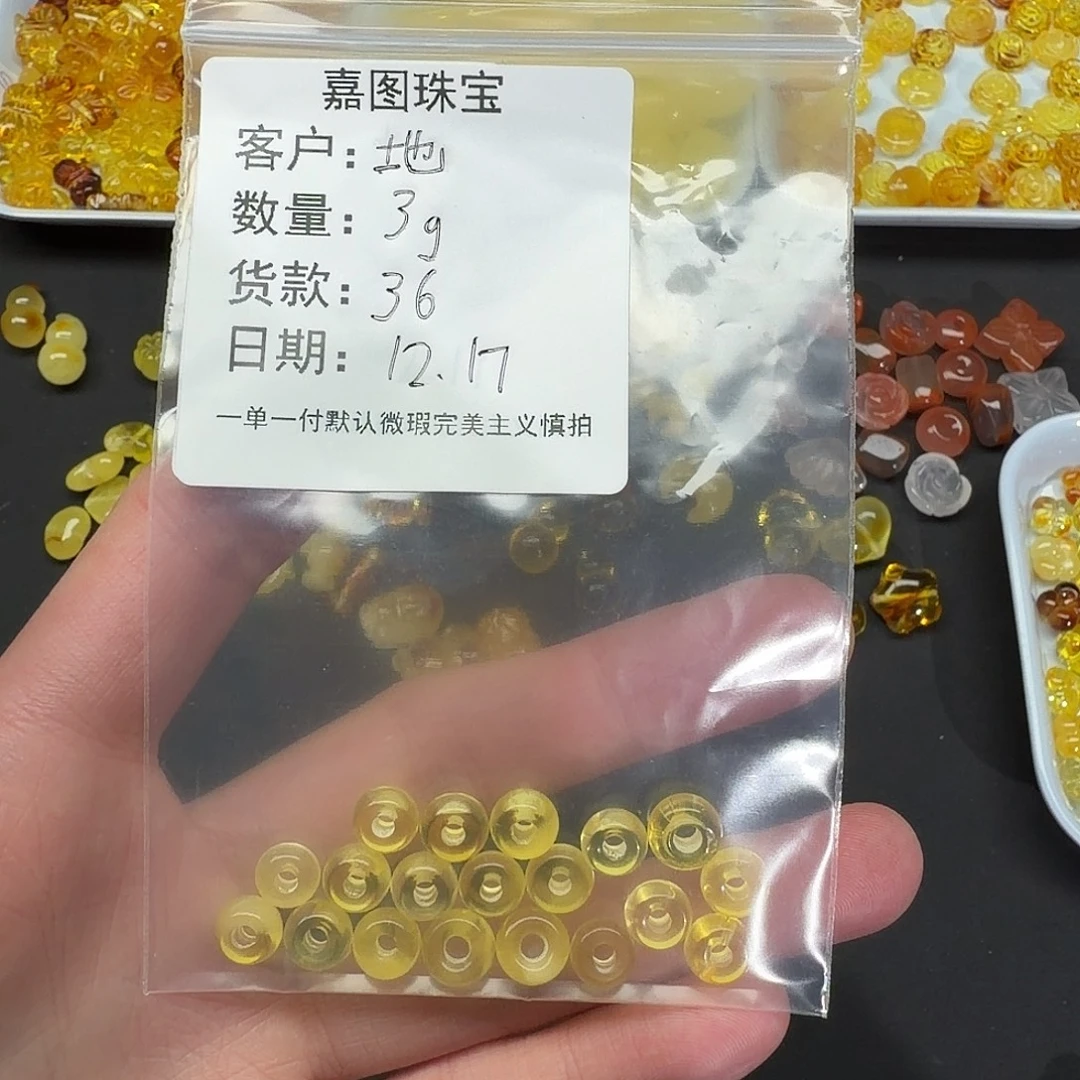 嘉图珠宝
客户：地
数量：3g
货款：36
日期：12.17
一单一付默认微瑕完美主义慎拍